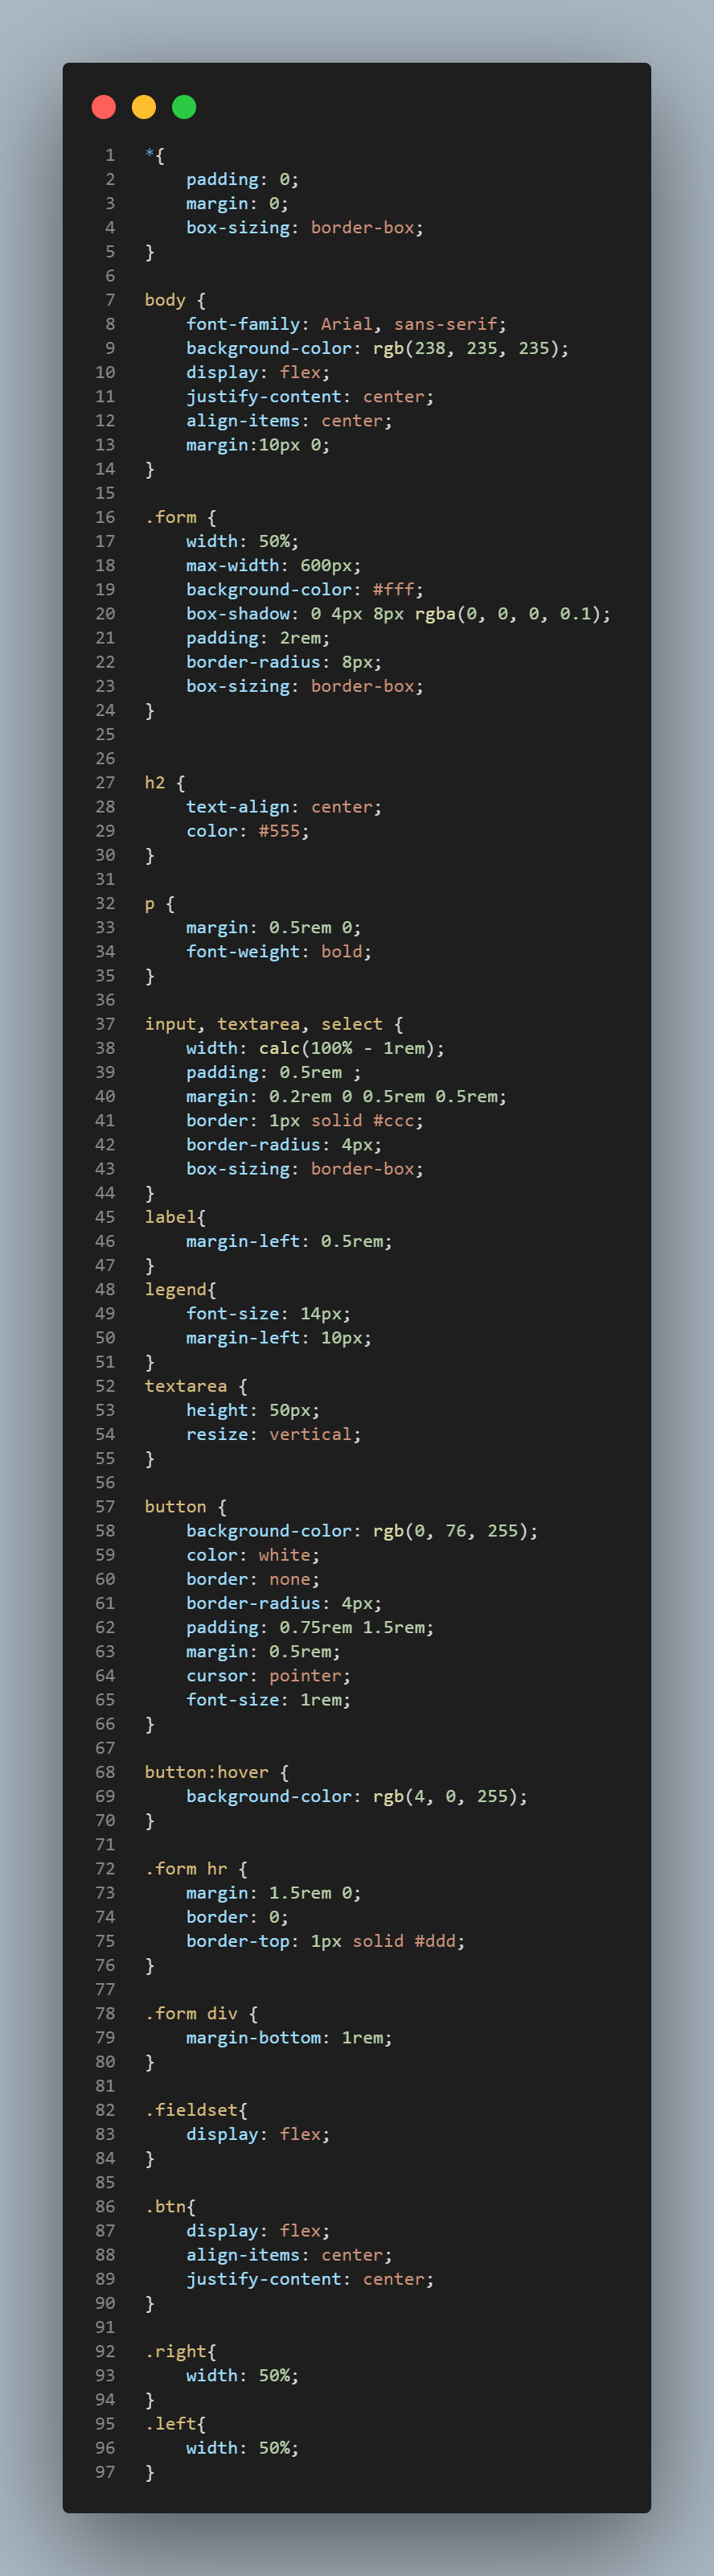 1 *{
2     padding: 0;
3     margin: 0;
4     box-sizing: border-box;
5 }
6
7 body {
8     font-family: Arial, sans-serif;
9     background-color: rgb(238, 235, 235);
10     display: flex;
11     justify-content: center;
12     align-items: center;
13     margin:10px 0;
14 }
15
16 .form {
17     width: 50%;
18     max-width: 600px;
19     background-color: #fff;
20     box-shadow: 0 4px 8px rgba(0, 0, 0, 0.1);
21     padding: 2rem;
22     border-radius: 8px;
23     box-sizing: border-box;
24 }
25
26
27 h2 {
28     text-align: center;
29     color: #555;
30 }
31
32 p {
33     margin: 0.5rem 0;
34     font-weight: bold;
35 }
36
37 input, textarea, select {
38     width: calc(100% - 1rem);
39     padding: 0.5rem ;
40     margin: 0.2rem 0 0.5rem 0.5rem;
41     border: 1px solid #ccc;
42     border-radius: 4px;
43     box-sizing: border-box;
44 }
45 label{
46     margin-left: 0.5rem;
47 }
48 legend{
49     font-size: 14px;
50     margin-left: 10px;
51 }
52 textarea {
53     height: 50px;
54     resize: vertical;
55 }
56
57 button {
58     background-color: rgb(0, 76, 255);
59     color: white;
60     border: none;
61     border-radius: 4px;
62     padding: 0.75rem 1.5rem;
63     margin: 0.5rem;
64     cursor: pointer;
65     font-size: 1rem;
66 }
67
68 button:hover {
69     background-color: rgb(4, 0, 255);
70 }
71
72 .form hr {
73     margin: 1.5rem 0;
74     border: 0;
75     border-top: 1px solid #ddd;
76 }
77
78 .form div {
79     margin-bottom: 1rem;
80 }
81
82 .fieldset{
83     display: flex;
84 }
85
86 .btn{
87     display: flex;
88     align-items: center;
89     justify-content: center;
90 }
91
92 .right{
93     width: 50%;
94 }
95 .left{
96     width: 50%;
97 }